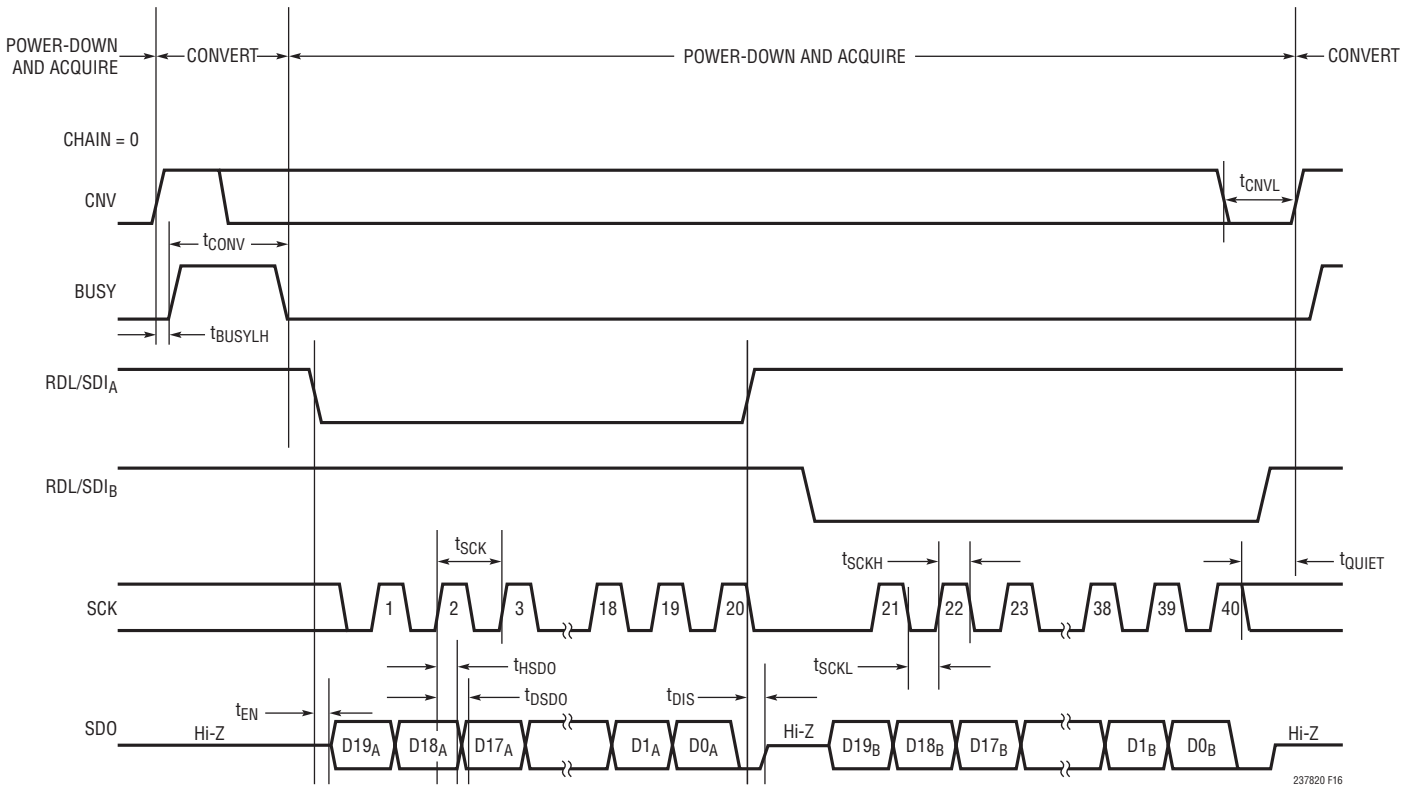 POWER-DOWN
AND ACQUIRE
CONVERT
POWER-DOWN AND ACQUIRE
CONVERT
CHAIN = 0
CNV
tCNVL
tCONV
BUSY
tBUSYLH
RDL/SDIA
RDL/SDIB
tSCK
tSCKH
tQUIET
SCK
1 2 3 18 19 20 21 22 23 38 39 40
tHSDO
tSCKL
tDSDO
tDIS
tEN
SDO
Hi-Z D19A D18A D17A D1A D0A Hi-Z D19B D18B D17B D1B D0B Hi-Z
237820 F16